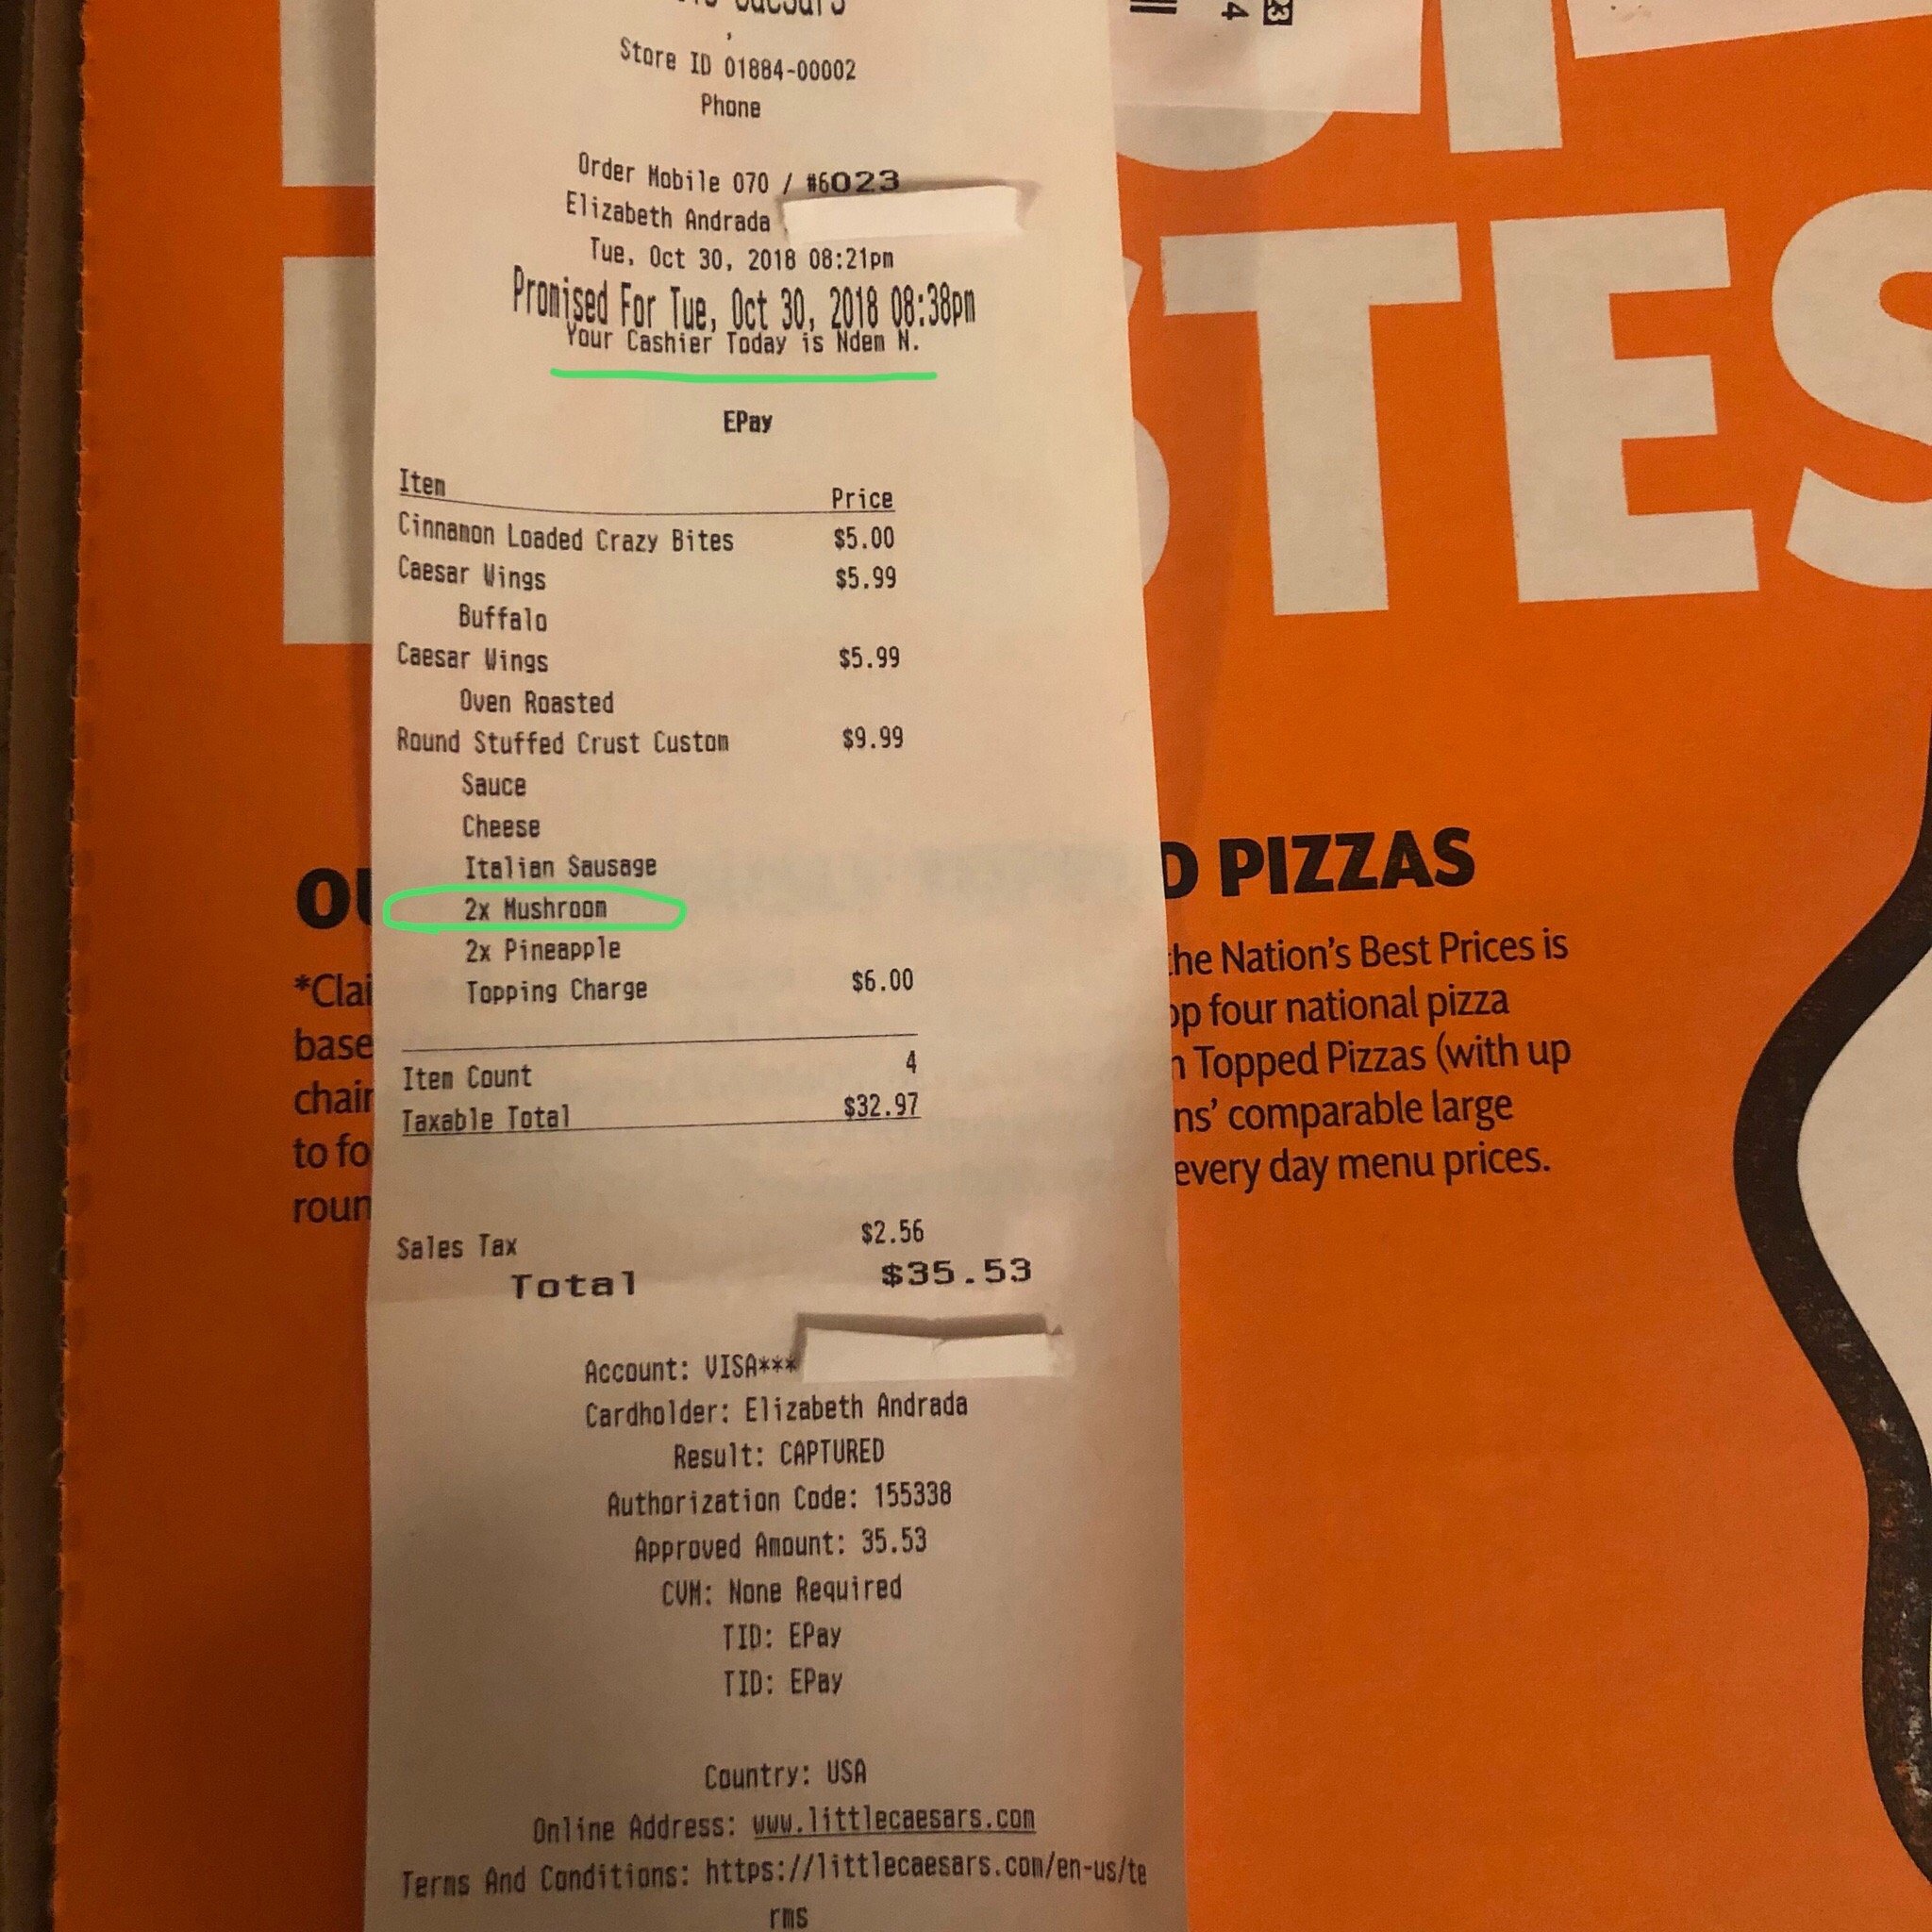 Store ID 01884-00002
Phone
Order Mobile 070 / #6023
Elizabeth Andrada
Tue, Oct 30, 2018 08:21pm
Promised For Tue, Oct 30, 2018 08:38pm
Your Cashier Today is Ndem N.
EPay
Item Price
Cinnamon Loaded Crazy Bites $5.00
Caesar Wings $5.99
Buffalo
Caesar Wings $5.99
Oven Roasted
Round Stuffed Crust Custom $9.99
Sauce
Cheese
Italian Sausage
2x Mushroom
2x Pineapple
Topping Charge $6.00
Item Count 4
Taxable Total $32.97
Sales Tax $2.56
Total $35.53
Account: VISA***
Cardholder: Elizabeth Andrada
Result: CAPTURED
Authorization Code: 155338
Approved Amount: 35.53
CVM: None Required
TID: EPay
TID: EPay
Country: USA
Online Address: www.littlecaesars.com
Terms And Conditions: https://littlecaesars.com/en-us/te
rms
PIZZAS
the Nation's Best Prices is
four national pizza
Topped Pizzas (with up
comparable large
every day menu prices.
to